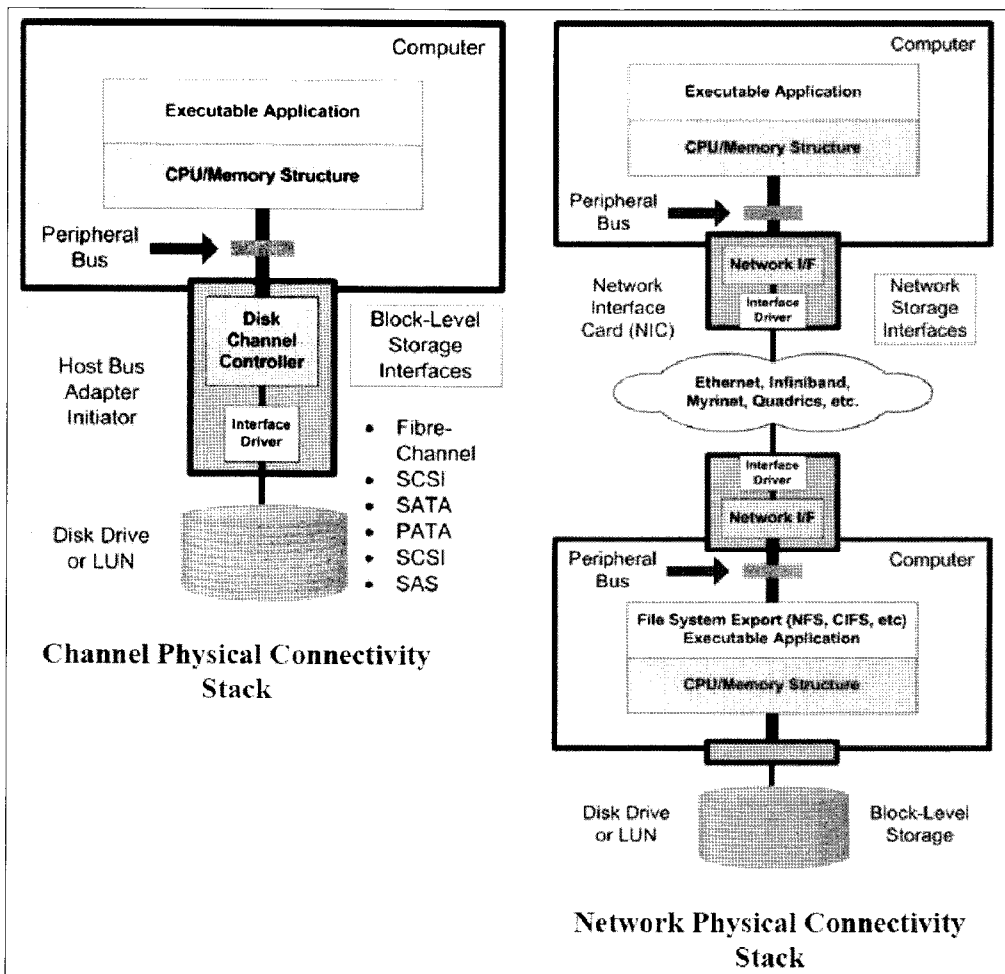 Computer
Executable Application
CPU/Memory Structure
Peripheral
Bus
Disk
Channel
Controller
Host Bus
Adapter
Initiator
Interface
Driver
Block-Level
Storage
Interfaces
• Fibre-
Channel
• SCSI
• SATA
• PATA
• SCSI
• SAS
Disk Drive
or LUN
Channel Physical Connectivity
Stack
Computer
Executable Application
CPU/Memory Structure
Peripheral
Bus
Network I/F
Interface
Driver
Network
Interface
Card (NIC)
Network
Storage
Interfaces
Ethernet, Infiniband,
Myrinet, Quadrics, etc.
Interface
Driver
Network I/F
Computer
Peripheral
Bus
File System Export (NFS, CIFS, etc)
Executable Application
CPU/Memory Structure
Disk Drive
or LUN
Block-Level
Storage
Network Physical Connectivity
Stack